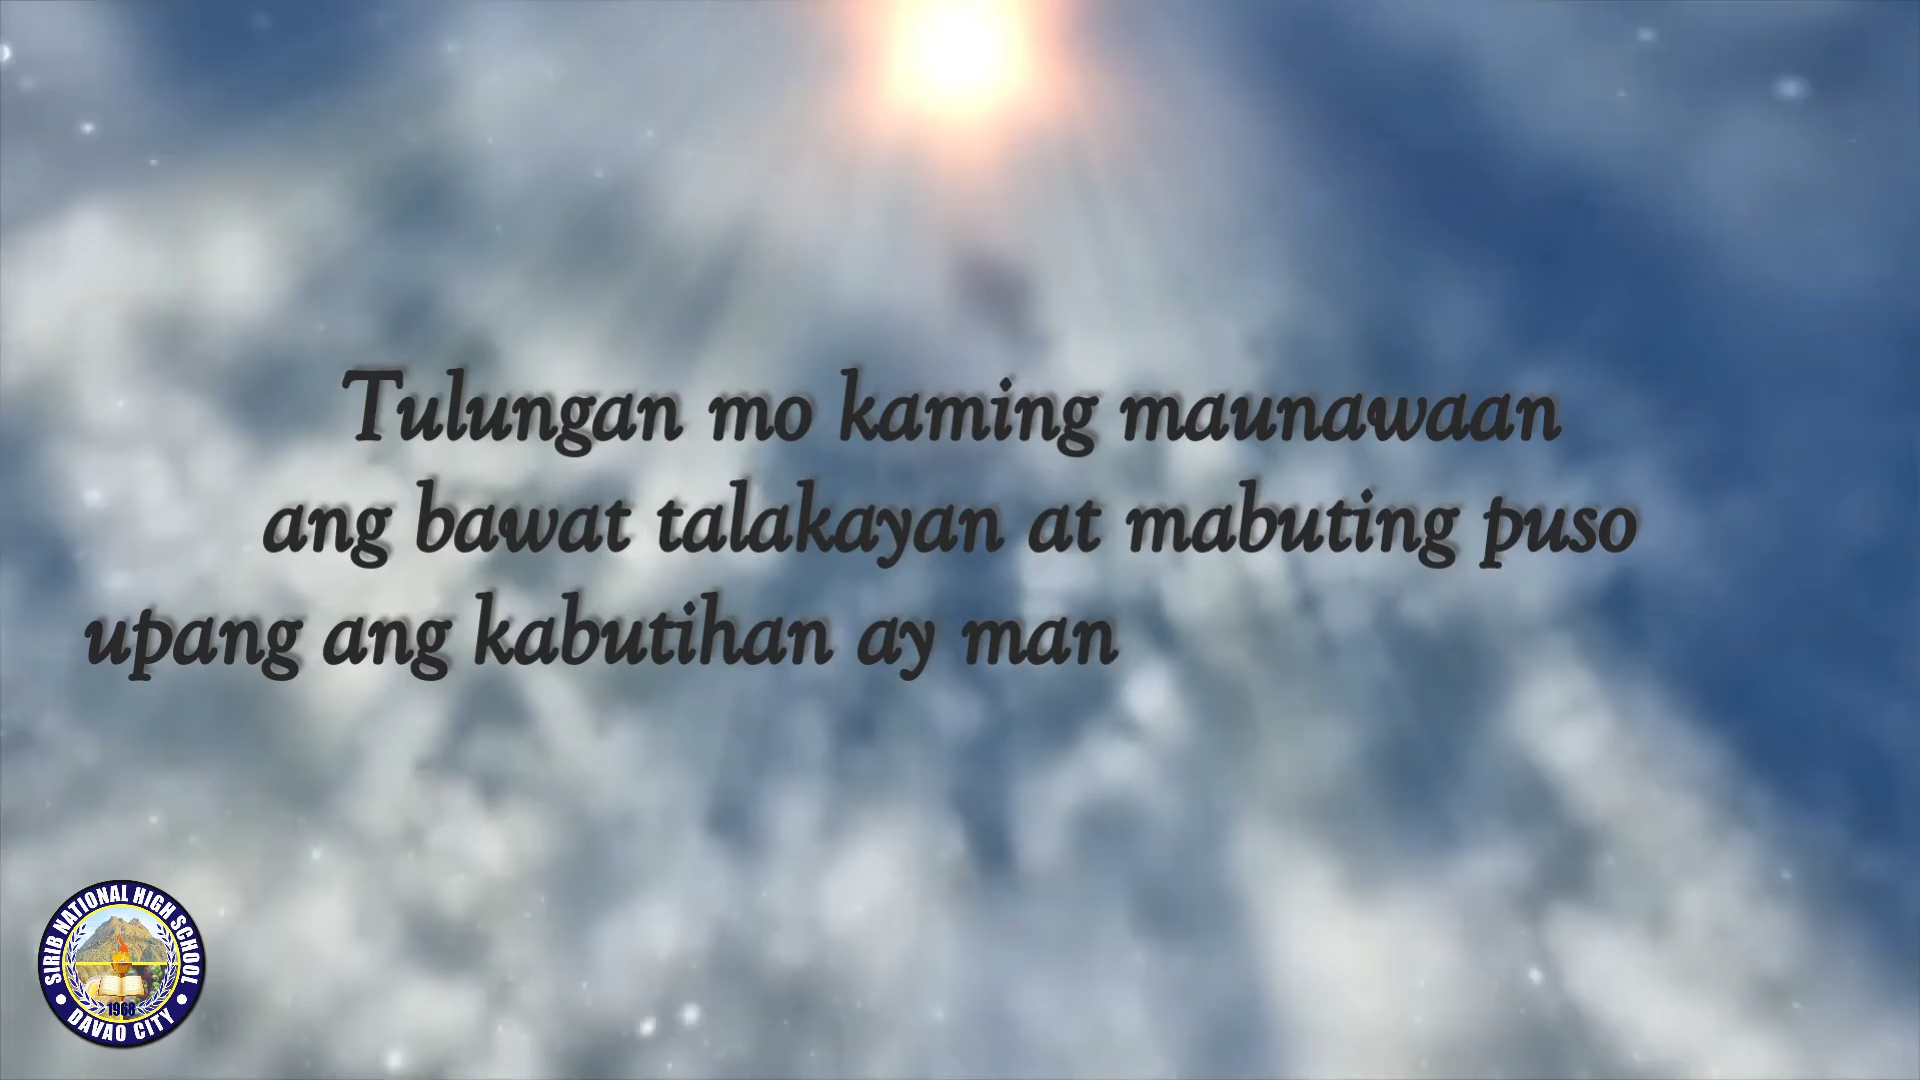 Tulungan mo kaming maunawaan
ang bawat talakayan at mabuting puso
upang ang kabutihan ay man
SIRIB NATIONAL HIGH SCHOOL
1968
DAVAO CITY